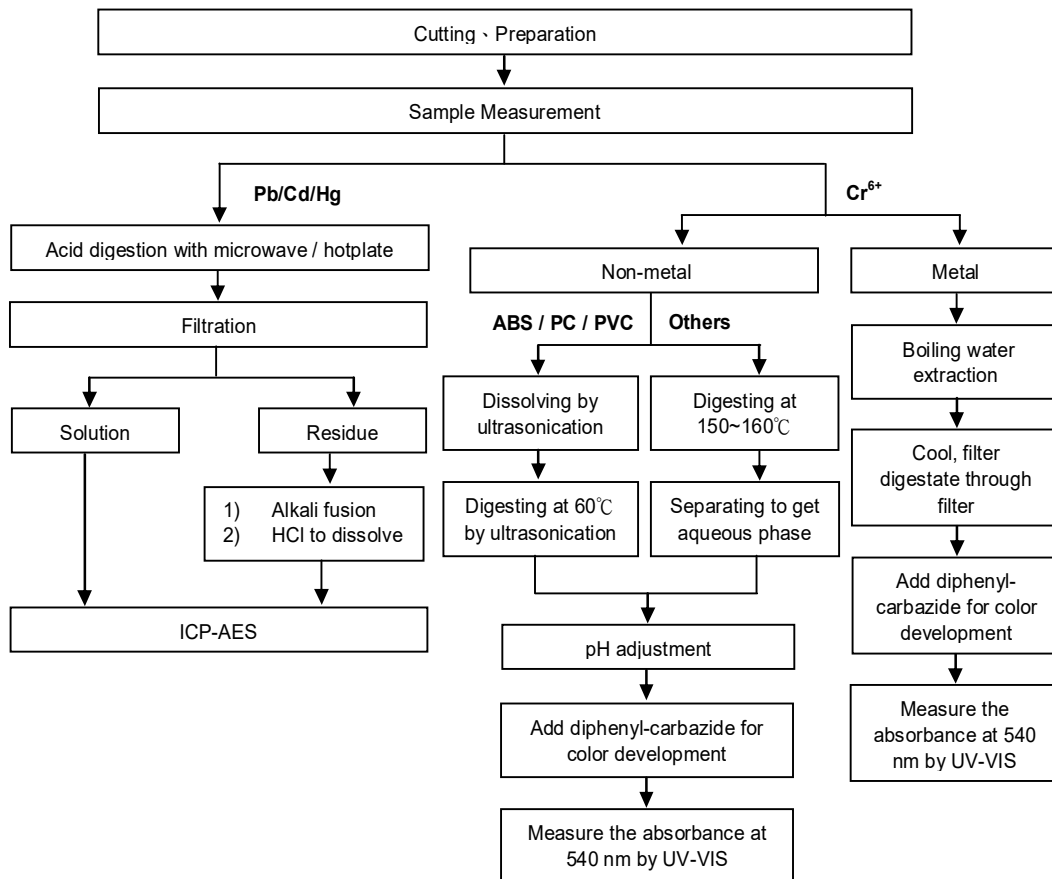 Cutting、Preparation
Sample Measurement
Pb/Cd/Hg
Cr6+
Acid digestion with microwave / hotplate
Filtration
Solution
Residue
1) Alkali fusion
2) HCl to dissolve
ICP-AES
Non-metal
ABS / PC / PVC
Others
Dissolving by
ultrasonication
Digesting at 60℃
by ultrasonication
Digesting at
150~160℃
Separating to get
aqueous phase
pH adjustment
Add diphenyl-carbazide for
color development
Measure the absorbance at
540 nm by UV-VIS
Metal
Boiling water
extraction
Cool, filter
digestate through
filter
Add diphenyl-
carbazide for color
development
Measure the
absorbance at 540
nm by UV-VIS